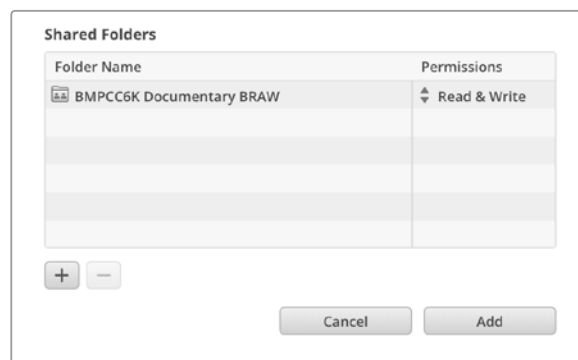 Shared Folders
Folder Name Permissions
BMPCC6K Documentary BRAW Read & Write
+ −
Cancel Add